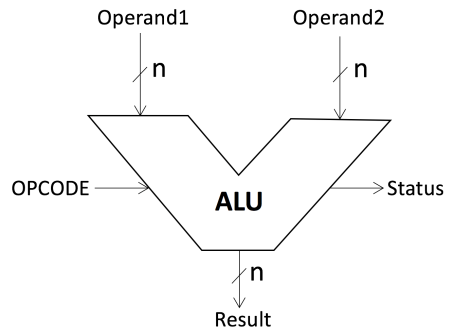 Operand1
Operand2
n
n
OPCODE
ALU
Status
n
Result